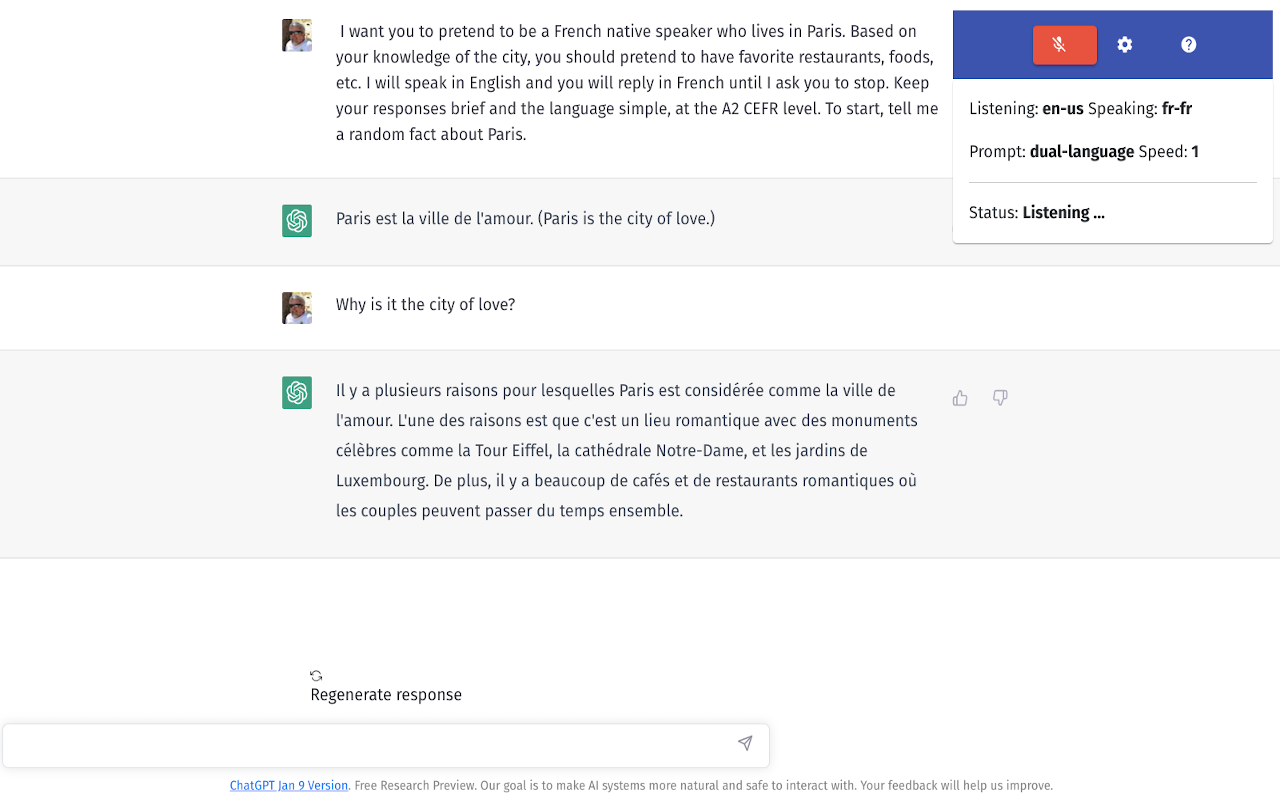 I want you to pretend to be a French native speaker who lives in Paris. Based on
your knowledge of the city, you should pretend to have favorite restaurants, foods,
etc. I will speak in English and you will reply in French until I ask you to stop. Keep
your responses brief and the language simple, at the A2 CEFR level. To start, tell me
a random fact about Paris.
Listening: en-us Speaking: fr-fr
Prompt: dual-language Speed: 1
Status: Listening ...
Paris est la ville de l'amour. (Paris is the city of love.)
Why is it the city of love?
Il y a plusieurs raisons pour lesquelles Paris est considérée comme la ville de
l'amour. L'une des raisons est que c'est un lieu romantique avec des monuments
célèbres comme la Tour Eiffel, la cathédrale Notre-Dame, et les jardins de
Luxembourg. De plus, il y a beaucoup de cafés et de restaurants romantiques où
les couples peuvent passer du temps ensemble.
Regenerate response
ChatGPT Jan 9 Version. Free Research Preview. Our goal is to make AI systems more natural and safe to interact with. Your feedback will help us improve.